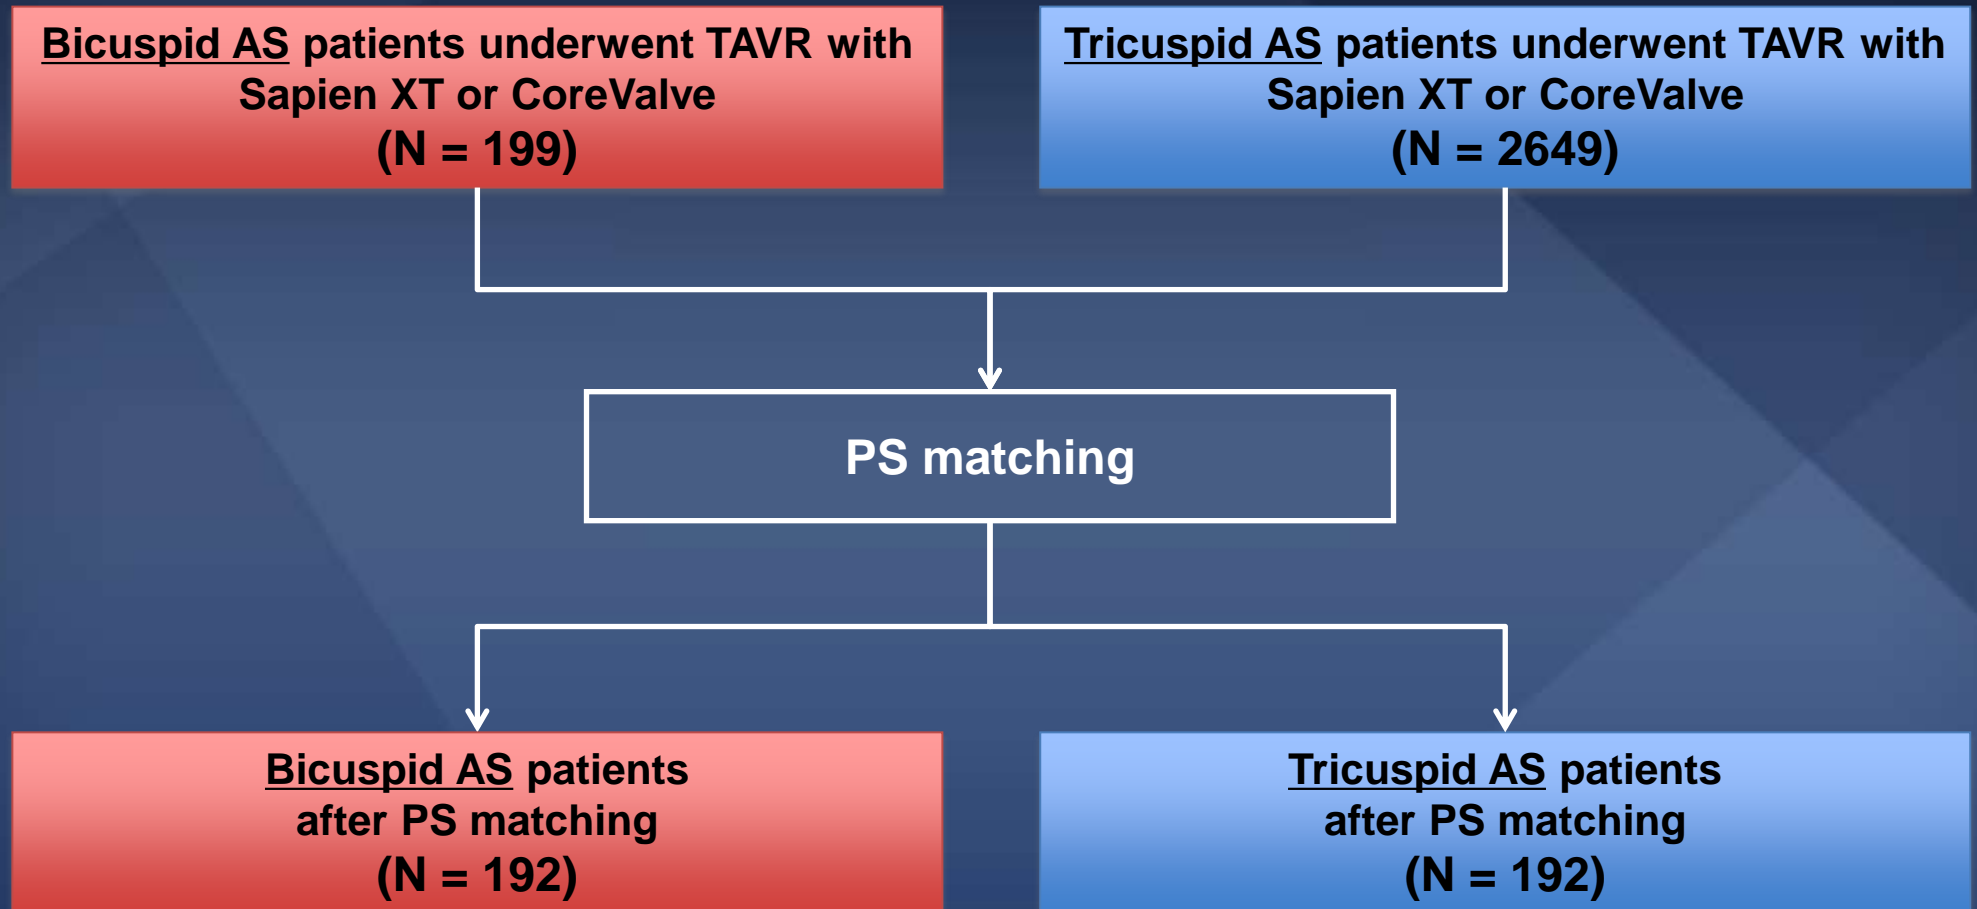 Bicuspid AS patients underwent TAVR with
Sapien XT or CoreValve
(N = 199)
Tricuspid AS patients underwent TAVR with
Sapien XT or CoreValve
(N = 2649)
PS matching
Bicuspid AS patients
after PS matching
(N = 192)
Tricuspid AS patients
after PS matching
(N = 192)